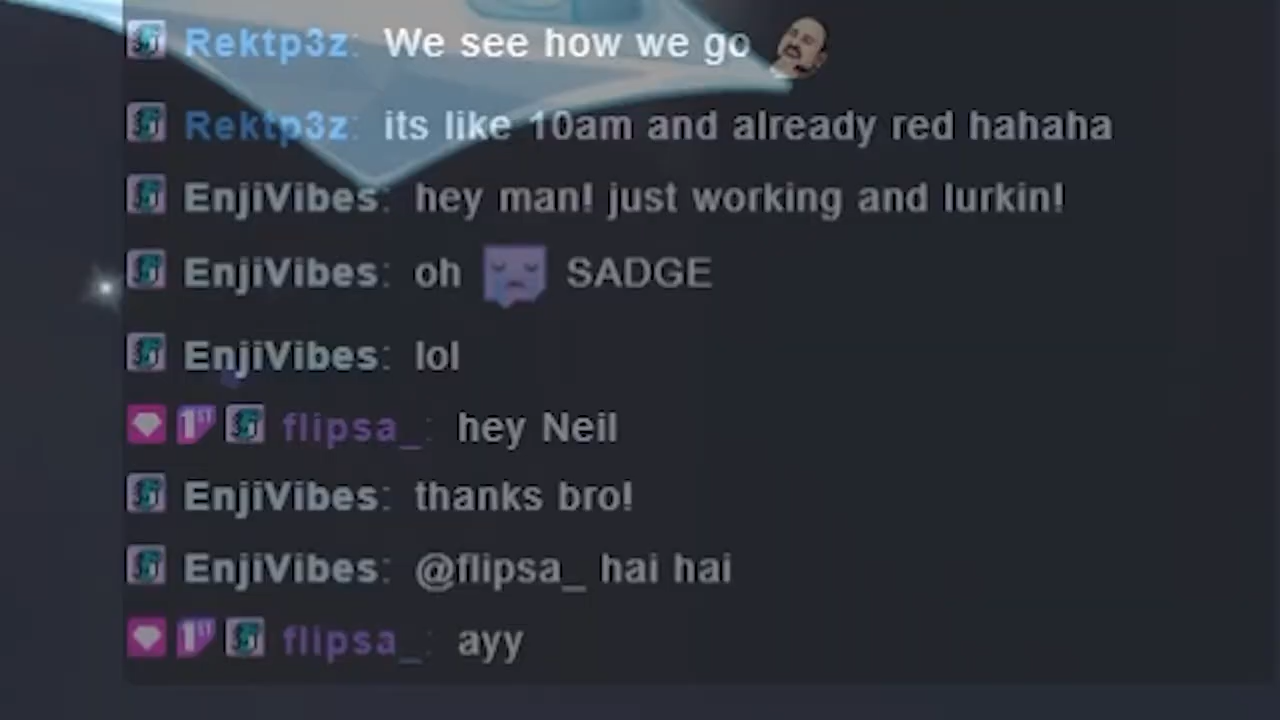 Rektp3z: We see how we go
Rektp3z: its like 10am and already red hahaha
EnjiVibes: hey man! just working and lurkin!
EnjiVibes: oh SADGE
EnjiVibes: lol
1ST flipsa_: hey Neil
EnjiVibes: thanks bro!
EnjiVibes: @flipsa_ hai hai
1ST flipsa_: ayy